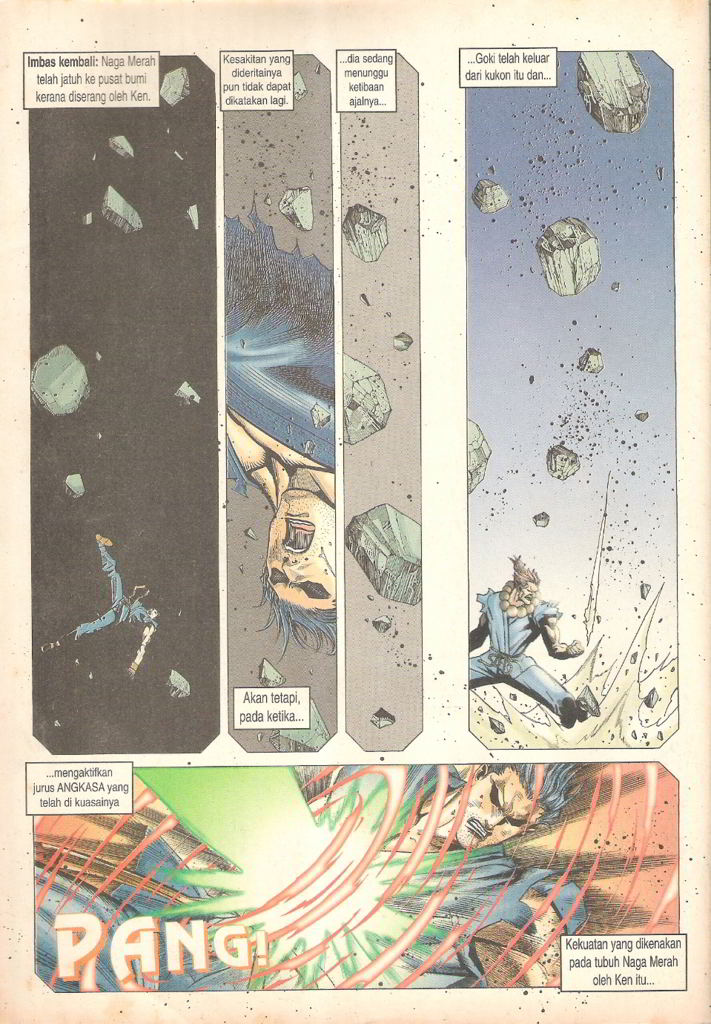 Imbas kembali: Naga Merah
telah jatuh ke pusat bumi
kerana diserang oleh Ken.
Kesakitan yang
dideritainya
pun tidak dapat
dikatakan lagi.
...dia sedang
menunggu
ketibaan
ajalnya...
Akan tetapi,
pada ketika...
...Goki telah keluar
dari kukon itu dan...
...mengaktifkan
jurus ANGKASA yang
telah di kuasainya
PANG!
Kekuatan yang dikenakan
pada tubuh Naga Merah
oleh Ken itu...